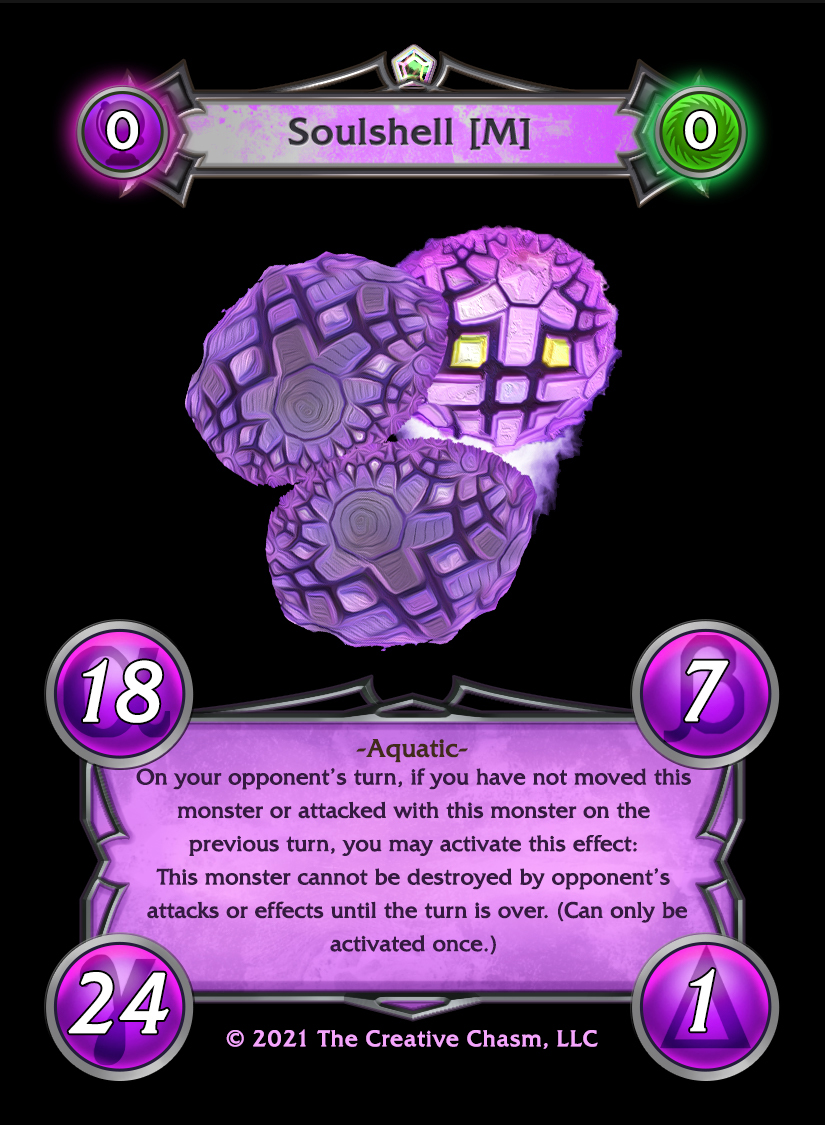 0
Soulshell [M]
0
18
7
-Aquatic-
On your opponent's turn, if you have not moved this
monster or attacked with this monster on the
previous turn, you may activate this effect:
This monster cannot be destroyed by opponent's
attacks or effects until the turn is over. (Can only be
activated once.)
24
1
© 2021 The Creative Chasm, LLC